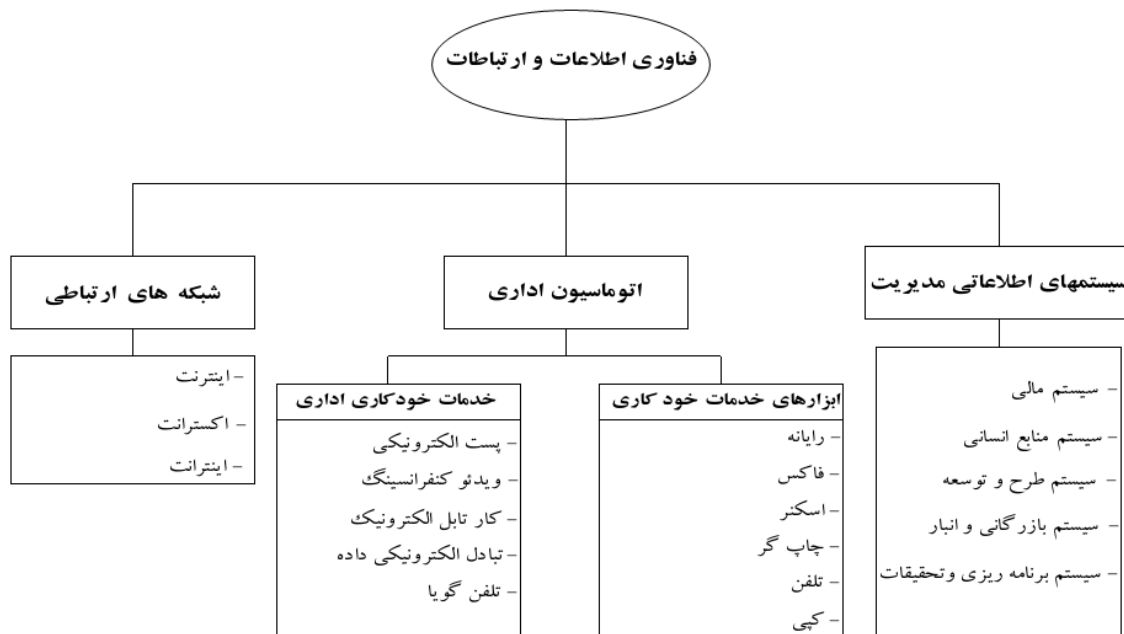 فناوری اطلاعات و ارتباطات
سیستمهای اطلاعاتی مدیریت
– سیستم مالی
– سیستم منابع انسانی
– سیستم طرح و توسعه
– سیستم بازرگانی و انبار
– سیستم برنامه ریزی وتحقیقات
اتوماسیون اداری
ابزارهای خدمات خود کاری
– رایانه
– فاکس
– اسکنر
– چاپ گر
– تلفن
– کپی
خدمات خودکاری اداری
– پست الکترونیکی
– ویدئو کنفرانسینگ
– کار تابل الکترونیک
– تبادل الکترونیکی داده
– تلفن گویا
شبکه های ارتباطی
– اینترنت
– اکسترانت
– اینترانت